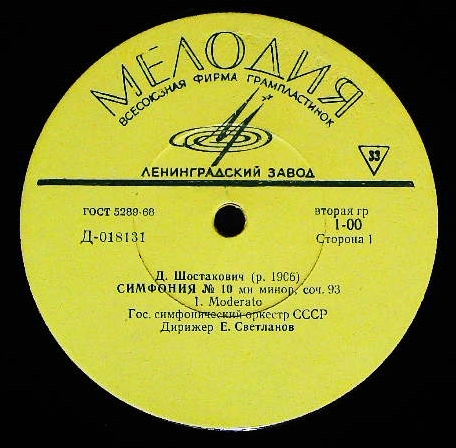 МЕЛОДИЯ
ВСЕСОЮЗНАЯ ФИРМА ГРАМПЛАСТИНОК
ЛЕНИНГРАДСКИЙ ЗАВОД
33
ГОСТ 5289-68
вторая гр
1-00
Д-018131
Сторона 1
Д. Шостакович (р. 1906)
СИМФОНИЯ № 10 ми минор, соч. 93
1. Moderato
Гос. симфонический оркестр СССР
Дирижер Е. Светланов